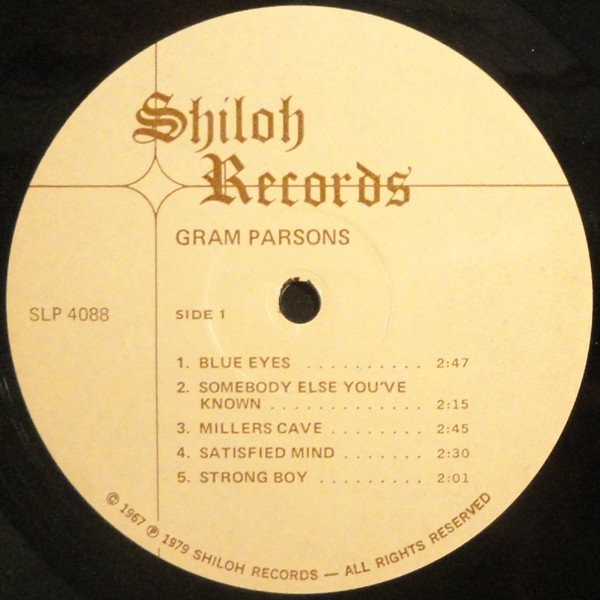 Shiloh
Records
GRAM PARSONS
SLP 4088
SIDE 1
1. BLUE EYES . . . . . . . . . . 2:47
2. SOMEBODY ELSE YOU'VE
KNOWN . . . . . . . . . . . . . 2:15
3. MILLERS CAVE . . . . . . . . 2:45
4. SATISFIED MIND . . . . . . . 2:30
5. STRONG BOY . . . . . . . . . 2:01
© 1967 ℗ 1979 SHILOH RECORDS — ALL RIGHTS RESERVED